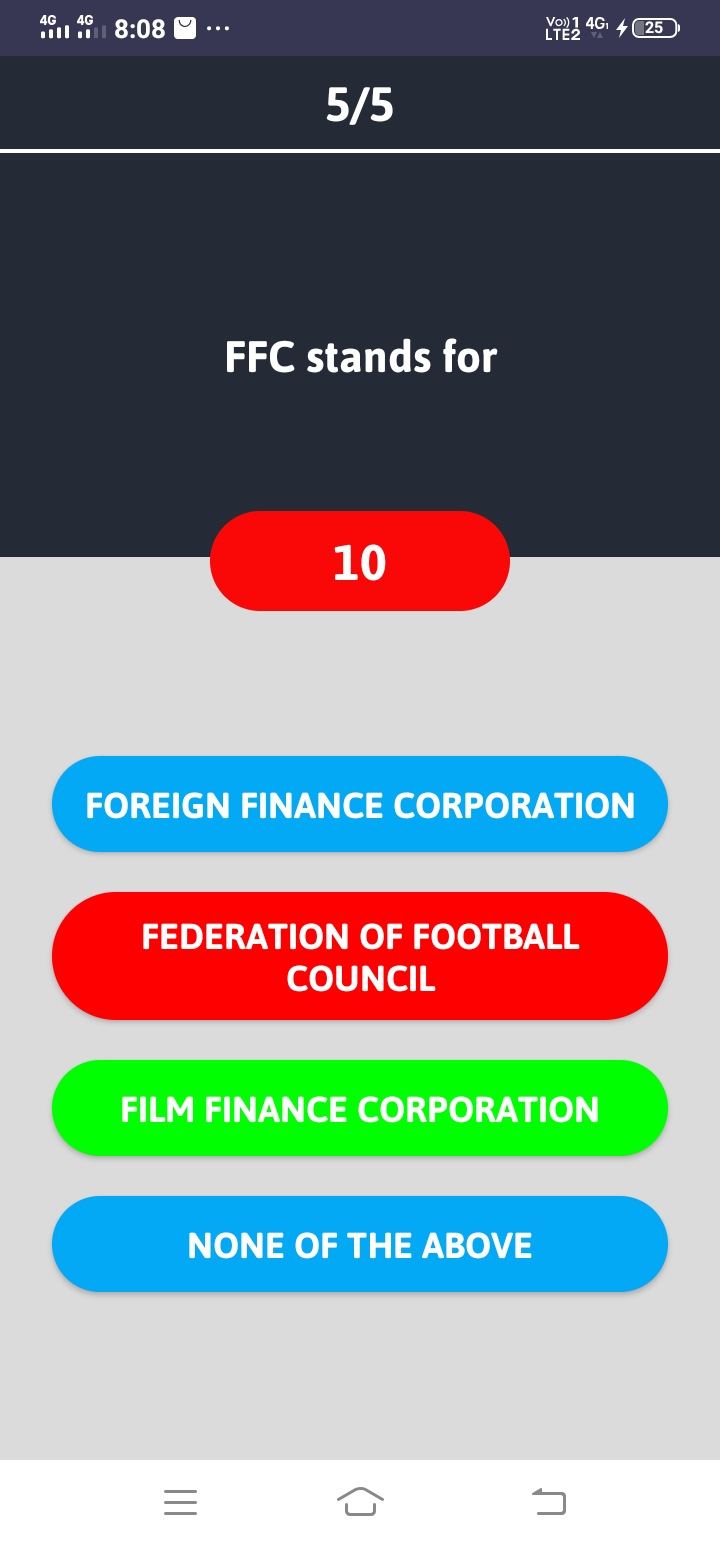 4G 4G 8:08 ... Vo)) 1 4G 25
LTE2
5/5
FFC stands for
10
FOREIGN FINANCE CORPORATION
FEDERATION OF FOOTBALL
COUNCIL
FILM FINANCE CORPORATION
NONE OF THE ABOVE